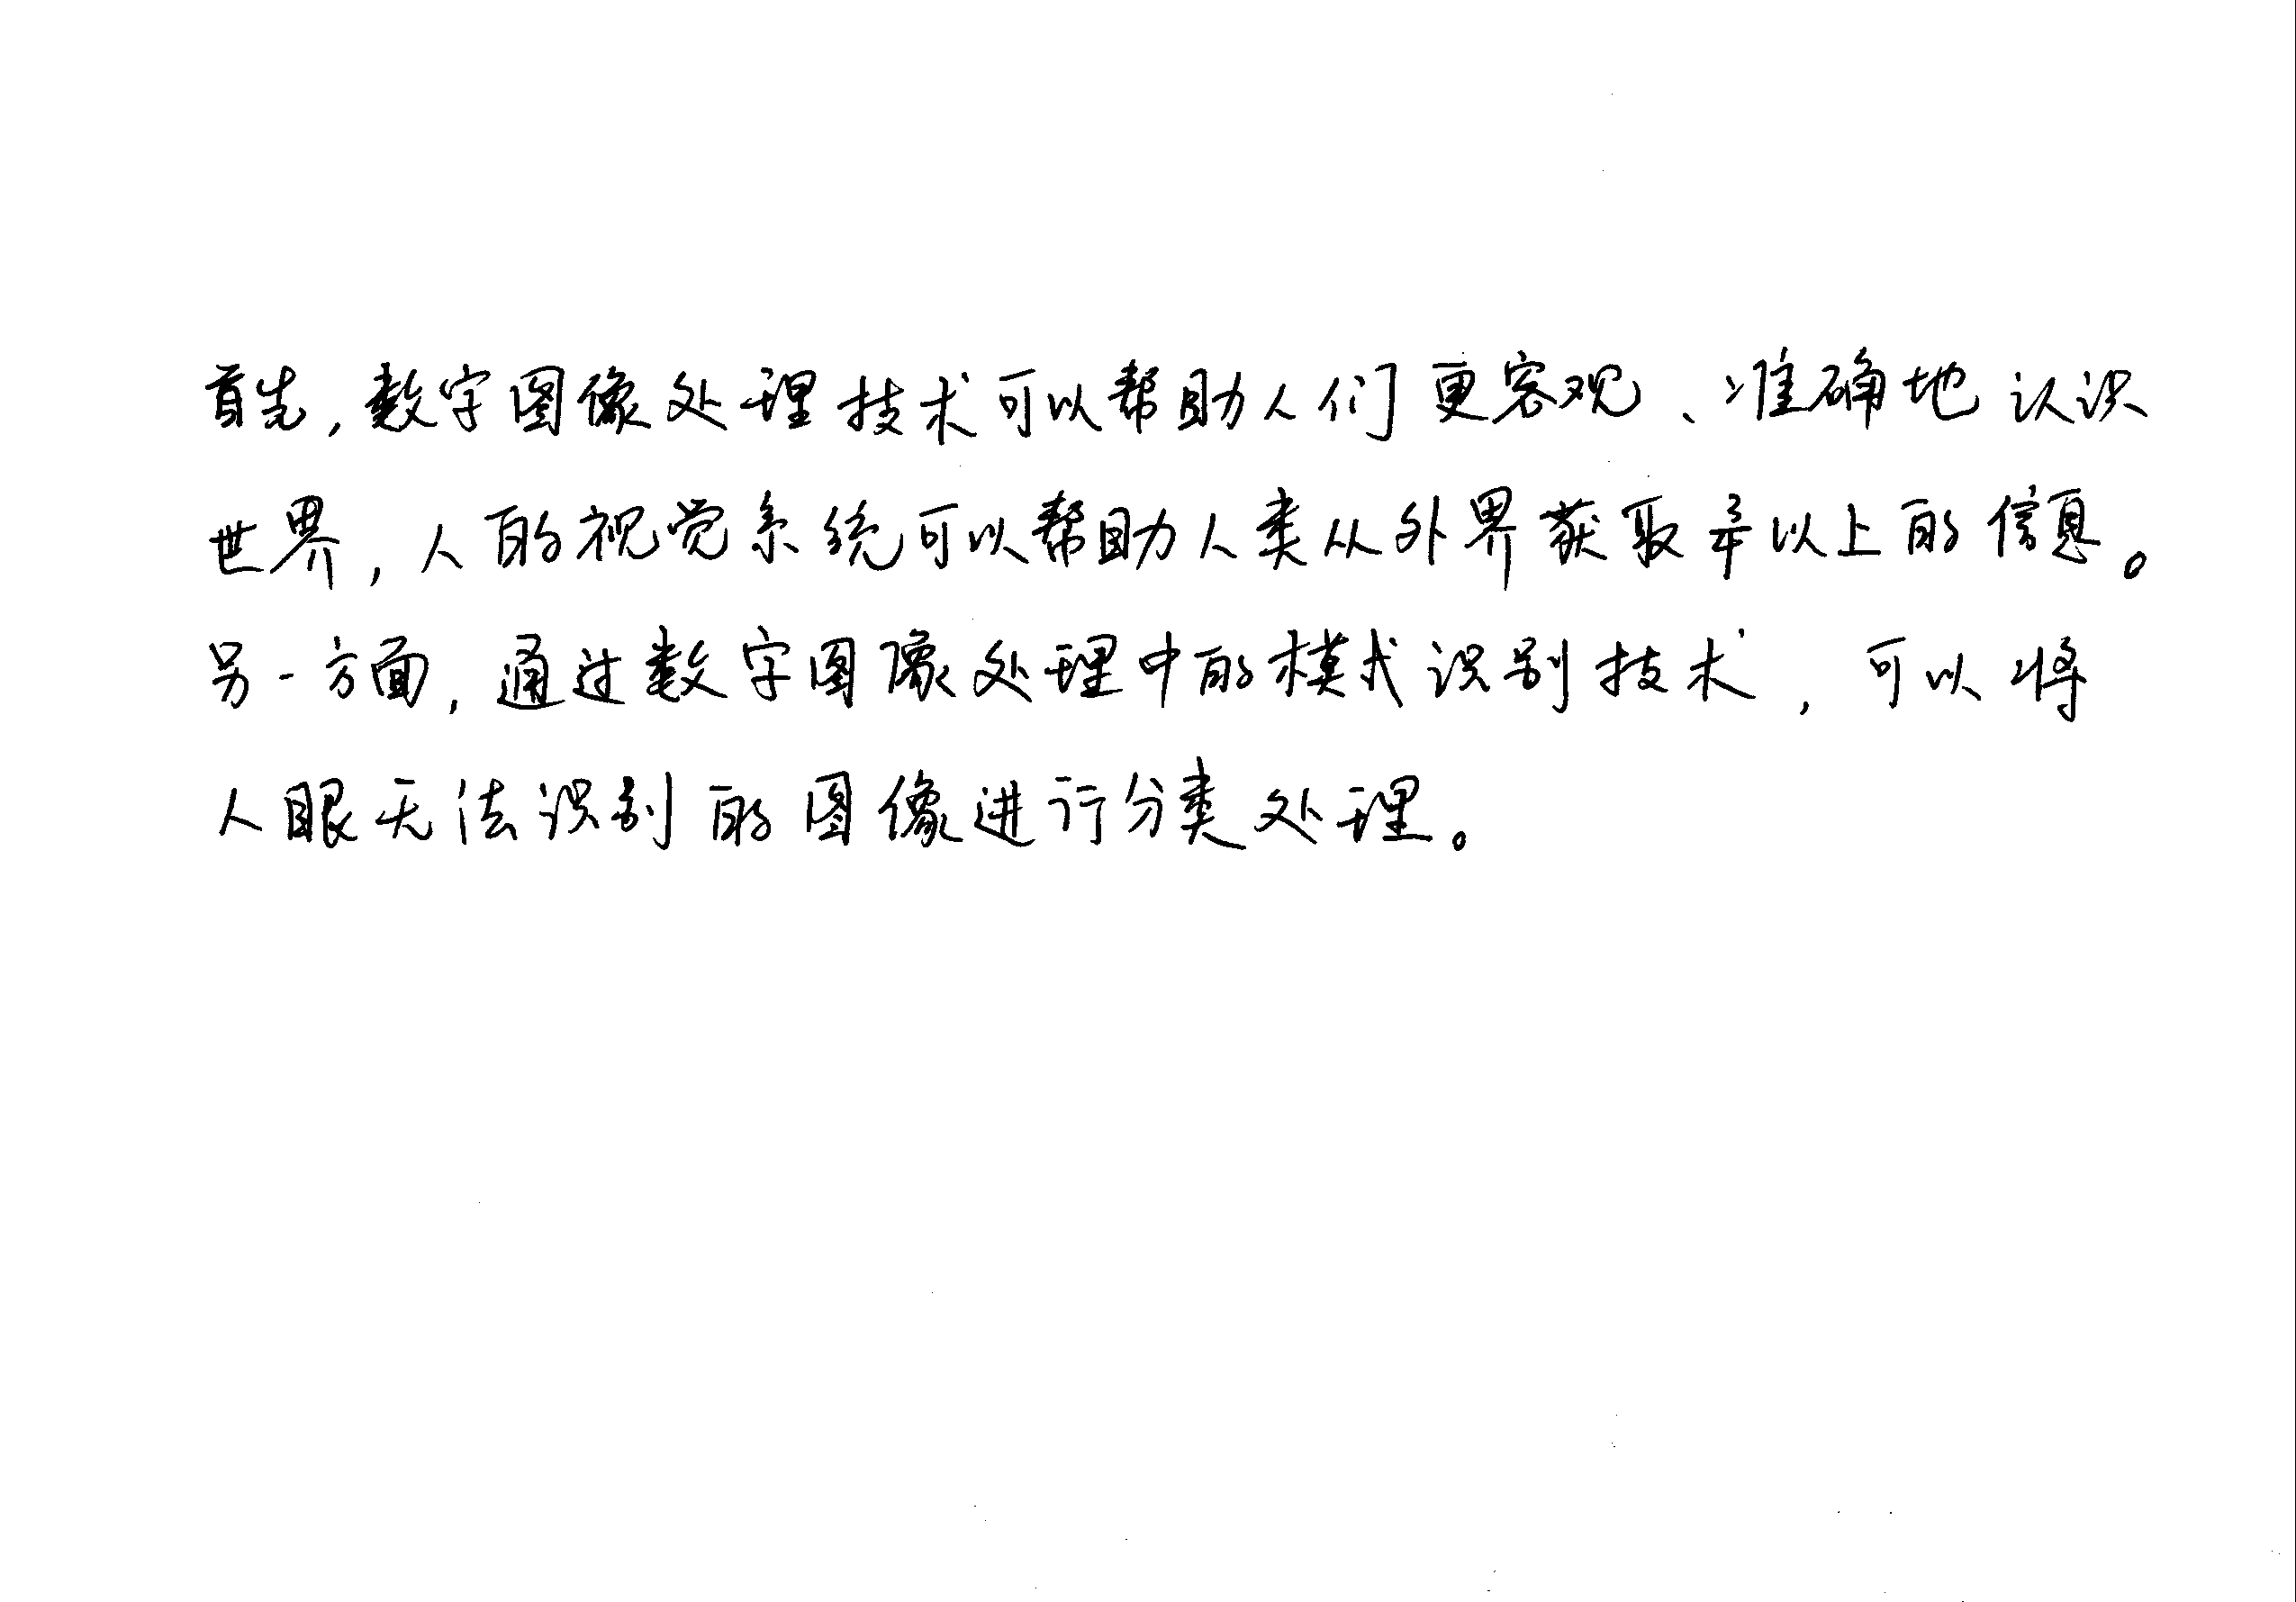 首先，数字图像处理技术可以帮助人们更客观、准确地认识
世界，人的视觉系统可以帮助人类从外界获取半以上的信息。
另一方面，通过数字图像处理中的模式识别技术，可以将
人眼无法识别的图像进行分类处理。